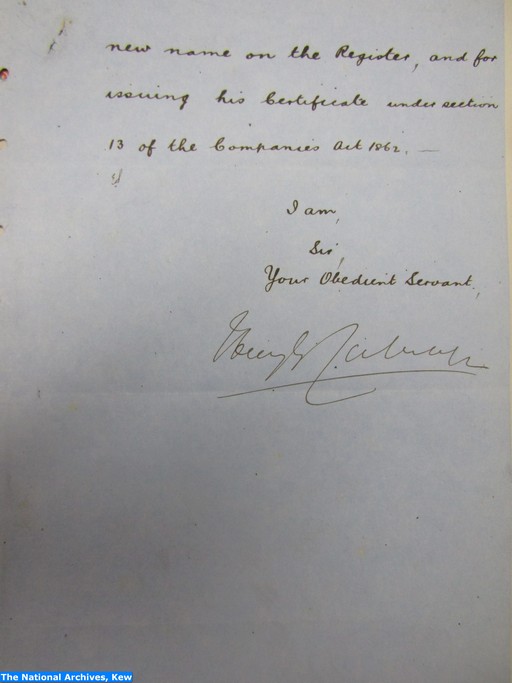 new name on the Register, and for
issuing his Certificate under section
13 of the Companies Act 1862. —
I am,
Sir,
Your Obedient Servant,
The National Archives, Kew